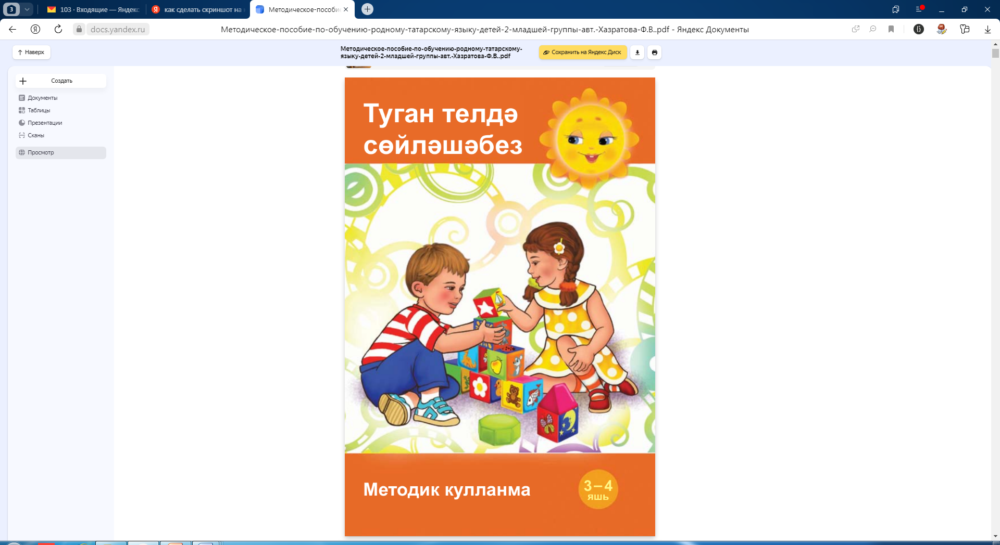 3
103 · Входящие — Яндекс
как сделать скриншот на
Методическое-пособи
docs.yandex.ru
Методическое-пособие-по-обучению-родному-татарскому-языку-детей-2-младшей-группы-авт.-Хазратова-Ф.В..pdf - Яндекс Документы
Наверх
Методическое-пособие-по-обучению-родному-татарскому-
языку-детей-2-младшей-группы-авт.-Хазратова-Ф.В..pdf
Сохранить на Яндекс Диск
Создать
Документы
Таблицы
Презентации
Сканы
Просмотр
Туган телдә
сөйләшәбез
Методик кулланма
3–4
яшь